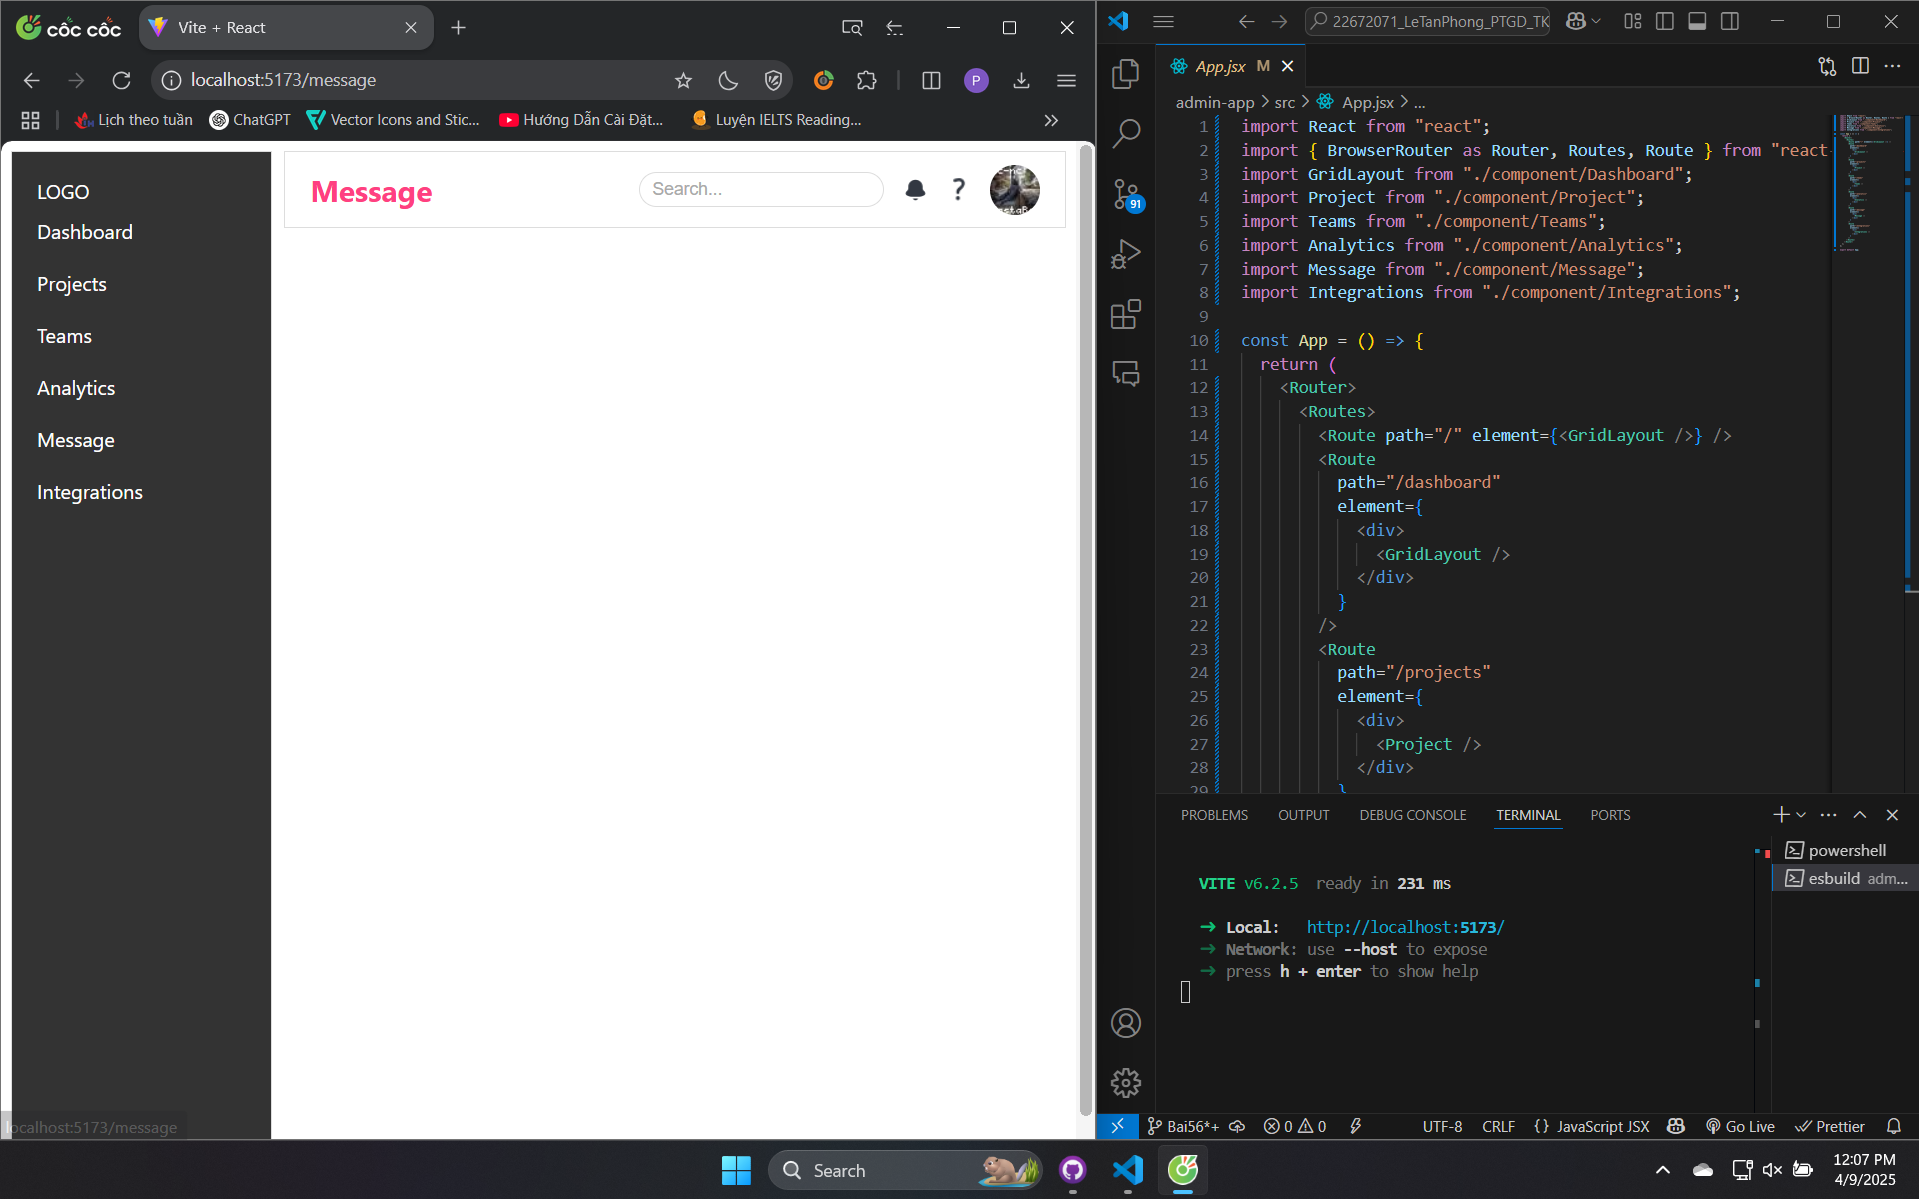 cốc cốc
Vite + React
localhost:5173/message
P
Lịch theo tuần
ChatGPT
Vector Icons and Stic...
Hướng Dẫn Cài Đặt...
Luyện IELTS Reading...
LOGO
Dashboard
Projects
Teams
Analytics
Message
Integrations
Message
Search...
?
localhost:5173/message
22672071_LeTanPhong_PTGD_TK
91
App.jsx M
admin-app > src > App.jsx > ...
1 import React from "react";
2 import { BrowserRouter as Router, Routes, Route } from "react
3 import GridLayout from "./component/Dashboard";
4 import Project from "./component/Project";
5 import Teams from "./component/Teams";
6 import Analytics from "./component/Analytics";
7 import Message from "./component/Message";
8 import Integrations from "./component/Integrations";
9
10 const App = () => {
11 return (
12 <Router>
13 <Routes>
14 <Route path="/" element={<GridLayout />} />
15 <Route
16 path="/dashboard"
17 element={
18 <div>
19 <GridLayout />
20 </div>
21 }
22 />
23 <Route
24 path="/projects"
25 element={
26 <div>
27 <Project />
28 </div>
29 }
PROBLEMS OUTPUT DEBUG CONSOLE TERMINAL PORTS
powershell
esbuild adm...
VITE v6.2.5 ready in 231 ms
➜ Local: http://localhost:5173/
➜ Network: use --host to expose
➜ press h + enter to show help
Bai56*+ 0 0 UTF-8 CRLF {} JavaScript JSX Go Live Prettier
Search
12:07 PM
4/9/2025